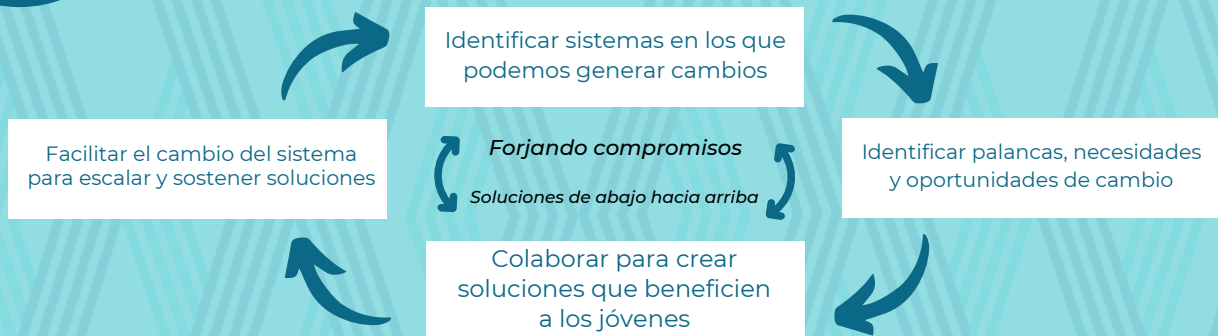 Identificar sistemas en los que
podemos generar cambios
Facilitar el cambio del sistema
para escalar y sostener soluciones
Forjando compromisos
Soluciones de abajo hacia arriba
Identificar palancas, necesidades
y oportunidades de cambio
Colaborar para crear
soluciones que beneficien
a los jóvenes